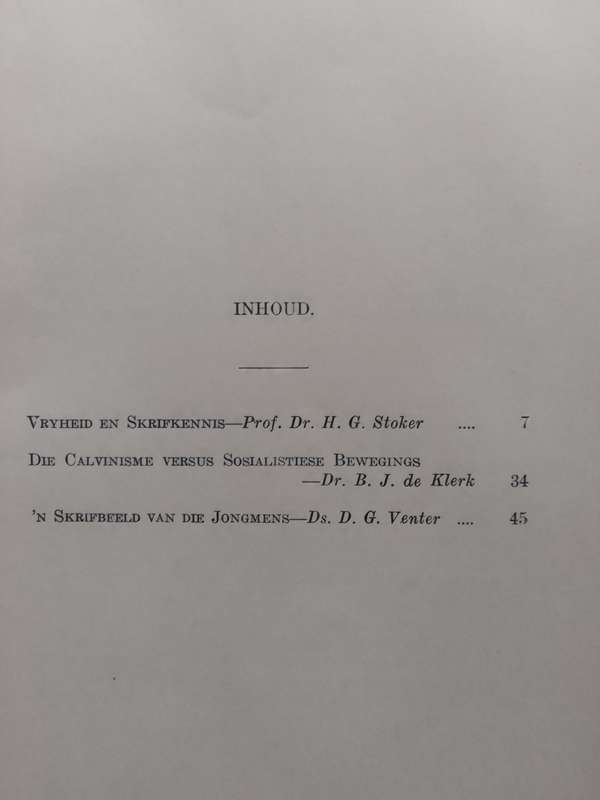 INHOUD.
VRYHEID EN SKRIFKENNIS—Prof. Dr. H. G. Stoker .... 7
DIE CALVINISME VERSUS SOSIALISTIESE BEWEGINGS
—Dr. B. J. de Klerk 34
'N SKRIFBEELD VAN DIE JONGMENS—Ds. D. G. Venter .... 45